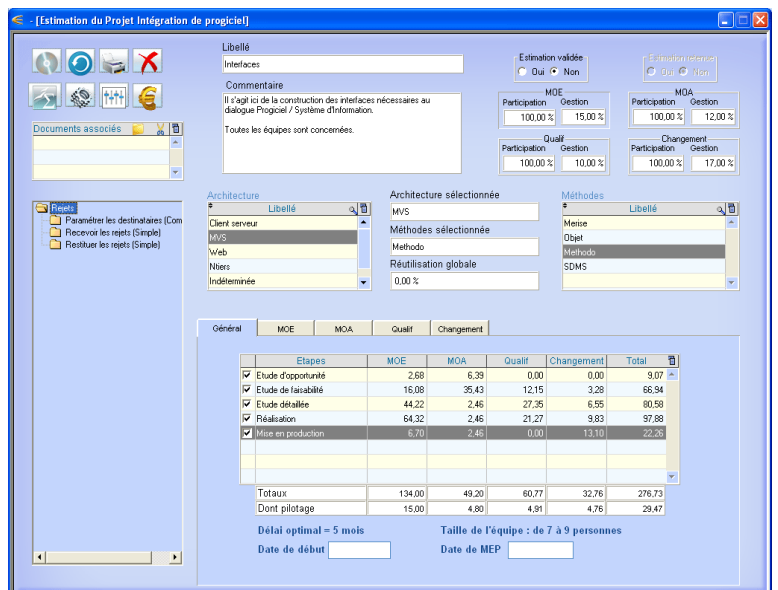 - [Estimation du Projet Intégration de progiciel]
Libellé
Interfaces
Commentaire
Il s'agit ici de la construction des interfaces nécessaires au
dialogue Progiciel / Système d'Information.
Toutes les équipes sont concernées.
Estimation validée
Oui Non
Estimation retenue
Oui Non
MOE
Participation Gestion
100,00 % 15,00 %
MOA
Participation Gestion
100,00 % 12,00 %
Qualif
Participation Gestion
100,00 % 10,00 %
Changement
Participation Gestion
100,00 % 17,00 %
Documents associés
Rejets
Paramétrer les destinataires (Com
Recevoir les rejets (Simple)
Restituer les rejets (Simple)
Architecture
Libellé
Client serveur
MVS
Web
Ntiers
Indéterminée
Architecture sélectionnée
MVS
Méthodes sélectionnée
Methodo
Réutilisation globale
0,00 %
Méthodes
Libellé
Merise
Objet
Methodo
SDMS
Général MOE MOA Qualif Changement
Etapes MOE MOA Qualif Changement Total
Etude d'opportunité 2,68 6,39 0,00 0,00 9,07
Etude de faisabilité 16,08 35,43 12,15 3,28 66,94
Etude détaillée 44,22 2,46 27,35 6,55 80,58
Réalisation 64,32 2,46 21,27 9,83 97,88
Mise en production 6,70 2,46 0,00 13,10 22,26
Totaux 134,00 49,20 60,77 32,76 276,73
Dont pilotage 15,00 4,80 4,91 4,76 29,47
Délai optimal = 5 mois Taille de l'équipe : de 7 à 9 personnes
Date de début Date de MEP